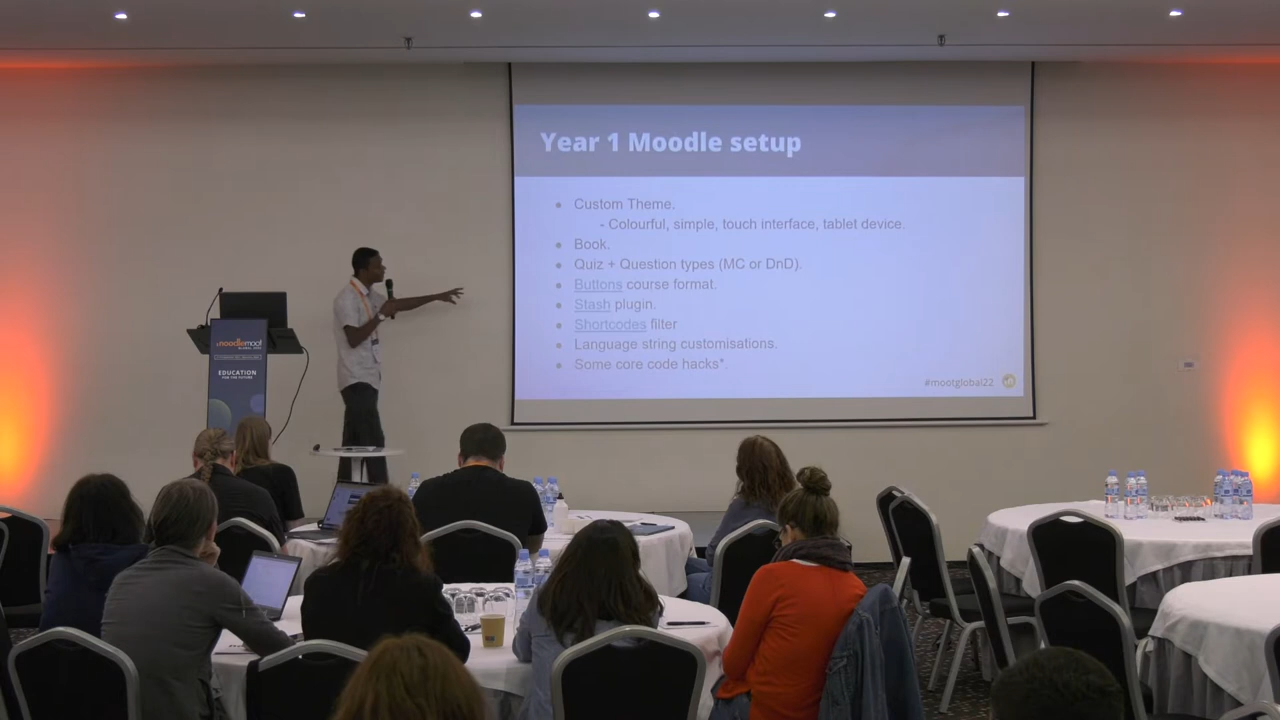 Year 1 Moodle setup
● Custom Theme.
- Colourful, simple, touch interface, tablet device.
● Book.
● Quiz + Question types (MC or DnD).
● Buttons course format.
● Stash plugin.
● Shortcodes filter
● Language string customisations.
● Some core code hacks*.
#mootglobal22
moodlemoot
GLOBAL 2022
EDUCATION
FOR THE FUTURE